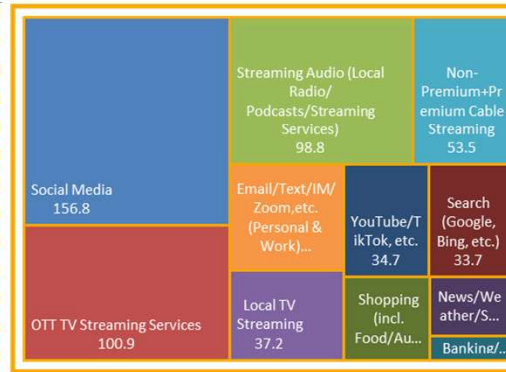 Social Media
156.8
OTT TV Streaming Services
100.9
Streaming Audio (Local
Radio/
Podcasts/Streaming
Services)
98.8
Non-
Premium+Pr
emium Cable
Streaming
53.5
Email/Text/IM/
Zoom,etc.
(Personal &
Work)...
Local TV
Streaming
37.2
YouTube/T
ikTok, etc.
34.7
Search
(Google,
Bing, etc.)
33.7
Shopping
(incl.
Food/Au...
News/We
ather/S...
Banking/...